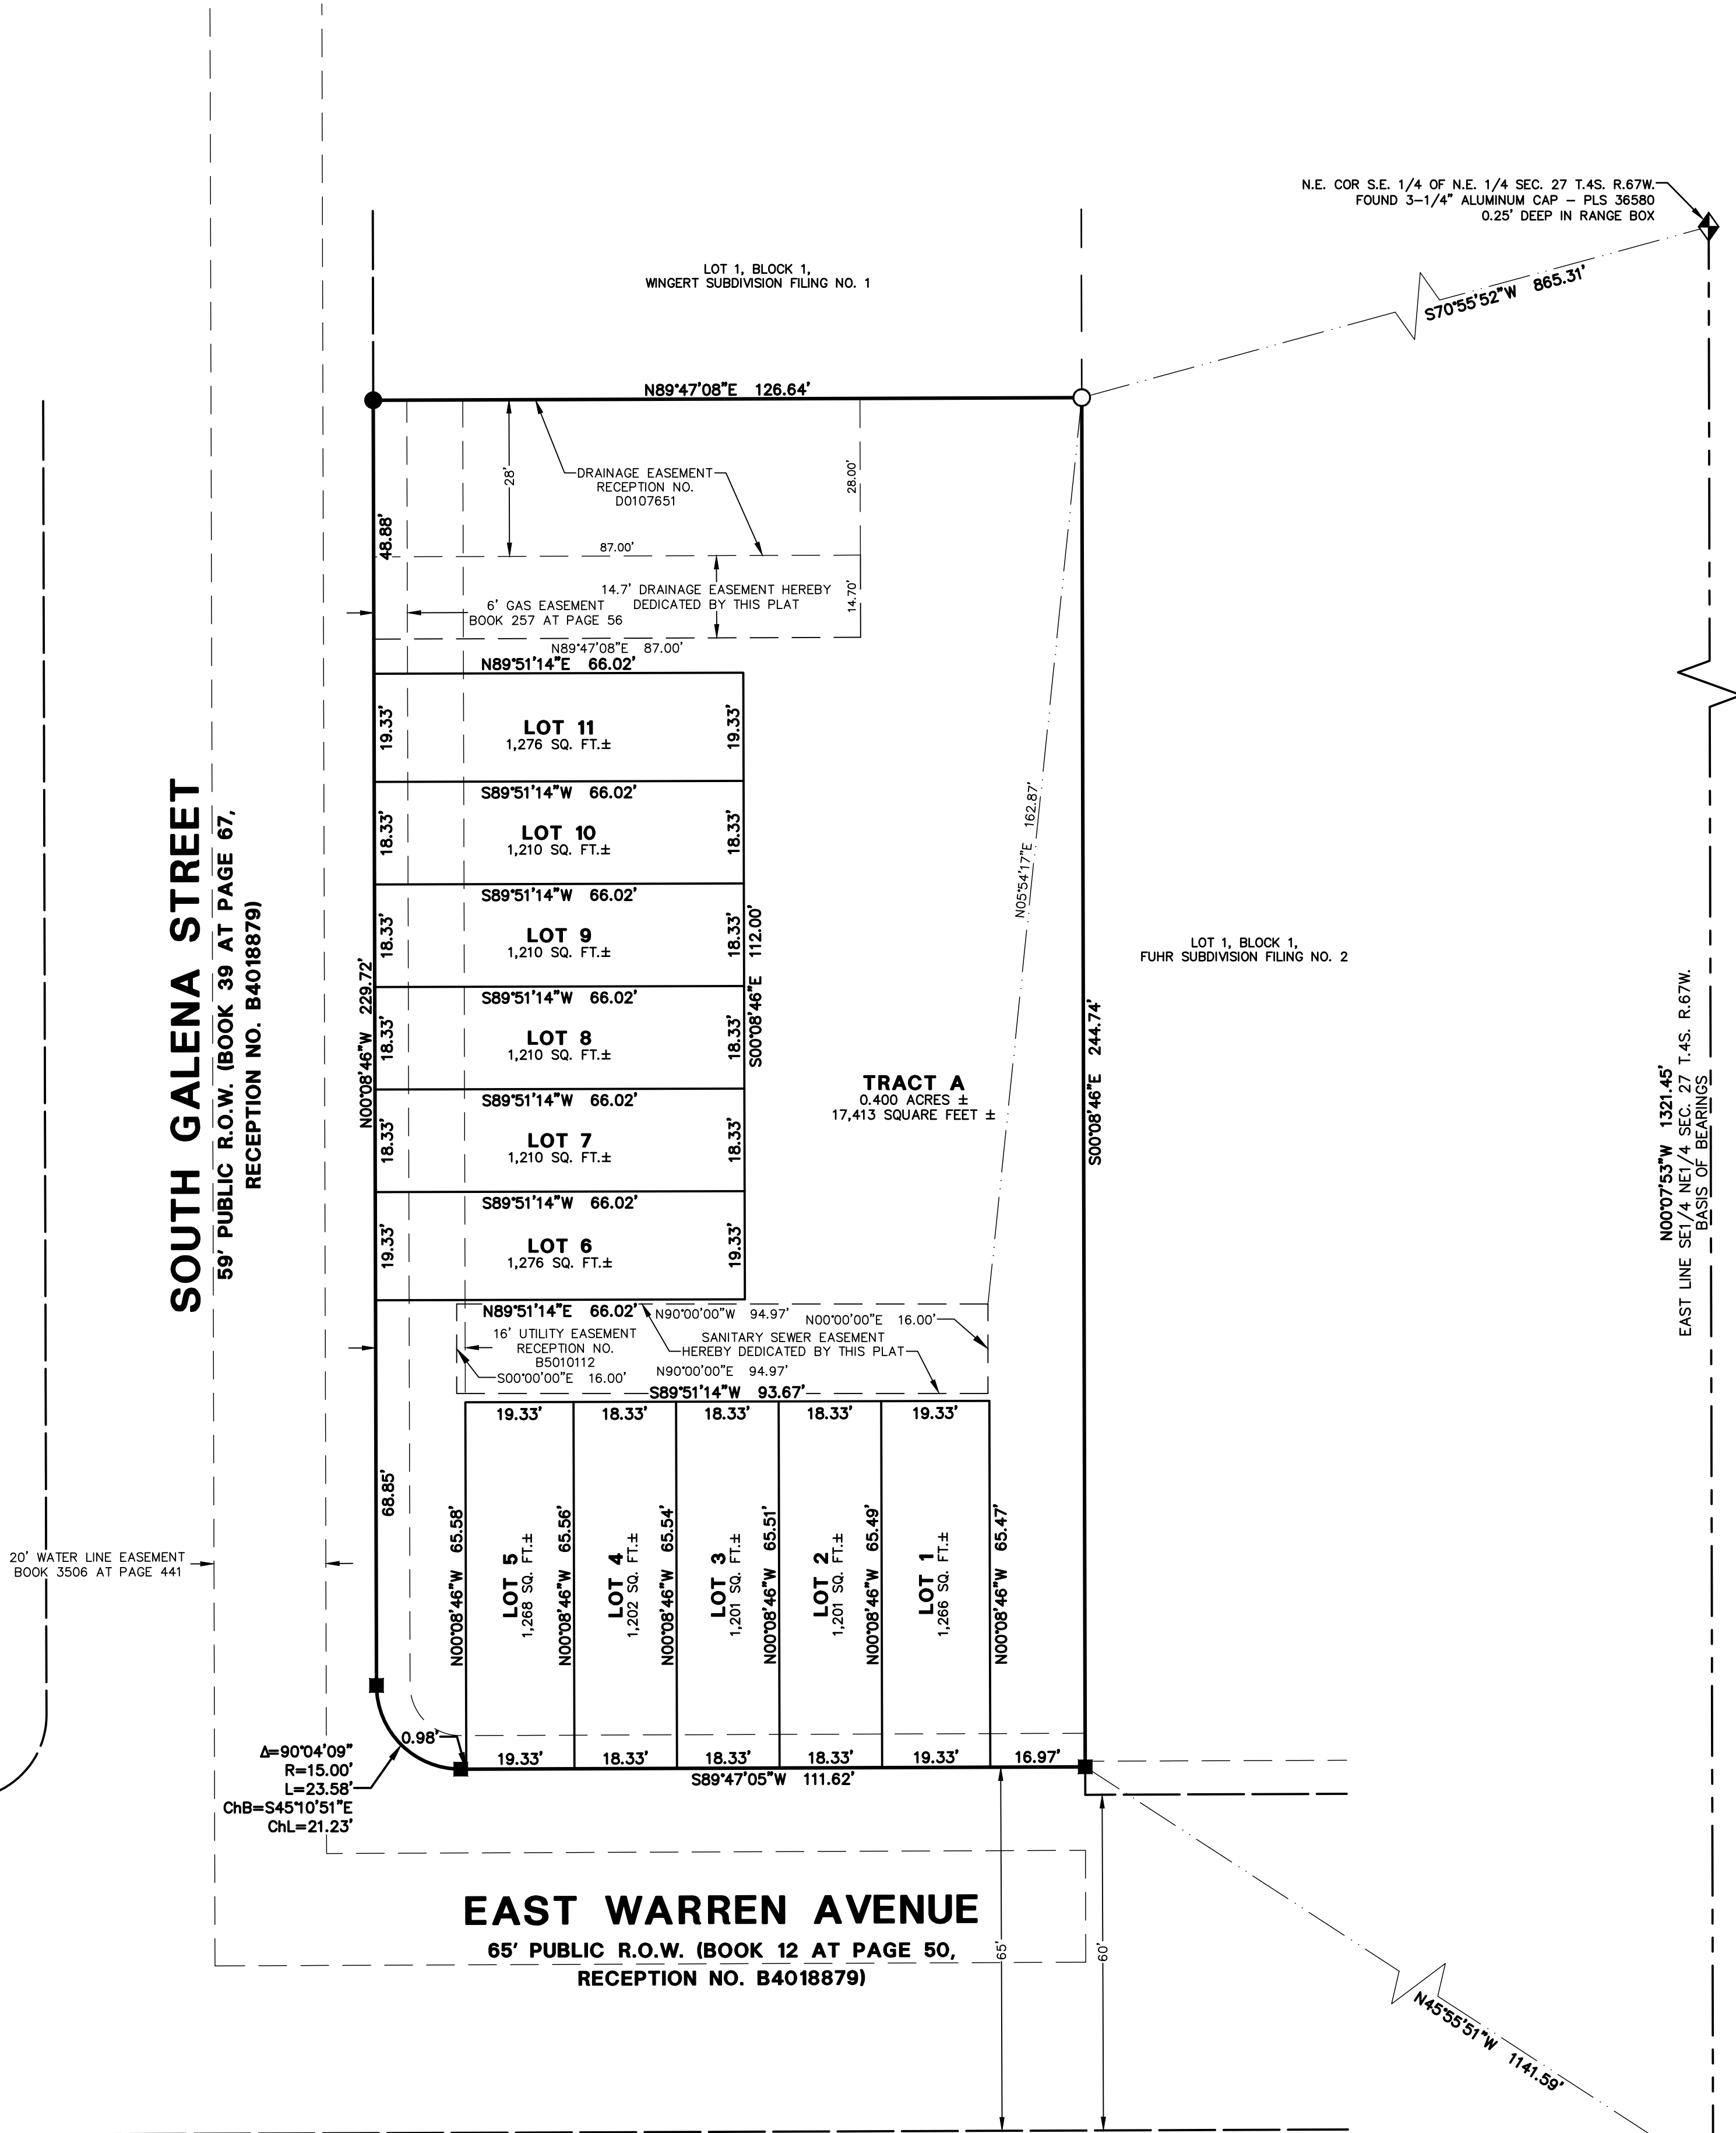 N.E. COR S.E. 1/4 OF N.E. 1/4 SEC. 27 T.4S. R.67W.
FOUND 3-1/4" ALUMINUM CAP – PLS 36580
0.25' DEEP IN RANGE BOX
LOT 1, BLOCK 1,
WINGERT SUBDIVISION FILING NO. 1
S70°55'52"W 865.31'
N89°47'08"E 126.64'
28'
DRAINAGE EASEMENT
RECEPTION NO.
D0107651
28.00'
48.88'
87.00'
14.7' DRAINAGE EASEMENT HEREBY
DEDICATED BY THIS PLAT
14.70'
6' GAS EASEMENT
BOOK 257 AT PAGE 56
N89°47'08"E 87.00'
N89°51'14"E 66.02'
19.33'
LOT 11
1,276 SQ. FT.±
19.33'
S89°51'14"W 66.02'
18.33'
LOT 10
1,210 SQ. FT.±
18.33'
S89°51'14"W 66.02'
18.33'
LOT 9
1,210 SQ. FT.±
18.33'
S89°51'14"W 66.02'
18.33'
LOT 8
1,210 SQ. FT.±
18.33'
S89°51'14"W 66.02'
18.33'
LOT 7
1,210 SQ. FT.±
18.33'
S89°51'14"W 66.02'
19.33'
LOT 6
1,276 SQ. FT.±
19.33'
N89°51'14"E 66.02'
S00°08'46"E 112.00'
N00°08'46"W 229.72'
SOUTH GALENA STREET
59' PUBLIC R.O.W. (BOOK 39 AT PAGE 67,
RECEPTION NO. B4018879)
N05°54'17"E 162.87'
LOT 1, BLOCK 1,
FUHR SUBDIVISION FILING NO. 2
S00°08'46"E 244.74'
TRACT A
0.400 ACRES ±
17,413 SQUARE FEET ±
N00°07'53"W 1321.45'
EAST LINE SE1/4 NE1/4 SEC. 27 T.4S. R.67W.
BASIS OF BEARINGS
N90°00'00"W 94.97'
N00°00'00"E 16.00'
16' UTILITY EASEMENT
RECEPTION NO.
B5010112
SANITARY SEWER EASEMENT
HEREBY DEDICATED BY THIS PLAT
S00°00'00"E 16.00'
N90°00'00"E 94.97'
S89°51'14"W 93.67'
19.33'
18.33'
18.33'
18.33'
19.33'
68.85'
N00°08'46"W 65.58'
LOT 5
1,268 SQ. FT.±
N00°08'46"W 65.56'
LOT 4
1,202 SQ. FT.±
N00°08'46"W 65.54'
LOT 3
1,201 SQ. FT.±
N00°08'46"W 65.51'
LOT 2
1,201 SQ. FT.±
N00°08'46"W 65.49'
LOT 1
1,266 SQ. FT.±
N00°08'46"W 65.47'
20' WATER LINE EASEMENT
BOOK 3506 AT PAGE 441
0.98'
Δ=90°04'09"
R=15.00'
L=23.58'
ChB=S45°10'51"E
ChL=21.23'
19.33'
18.33'
18.33'
18.33'
19.33'
16.97'
S89°47'05"W 111.62'
EAST WARREN AVENUE
65' PUBLIC R.O.W. (BOOK 12 AT PAGE 50,
RECEPTION NO. B4018879)
65'
60'
N45°55'51"W 1141.59'